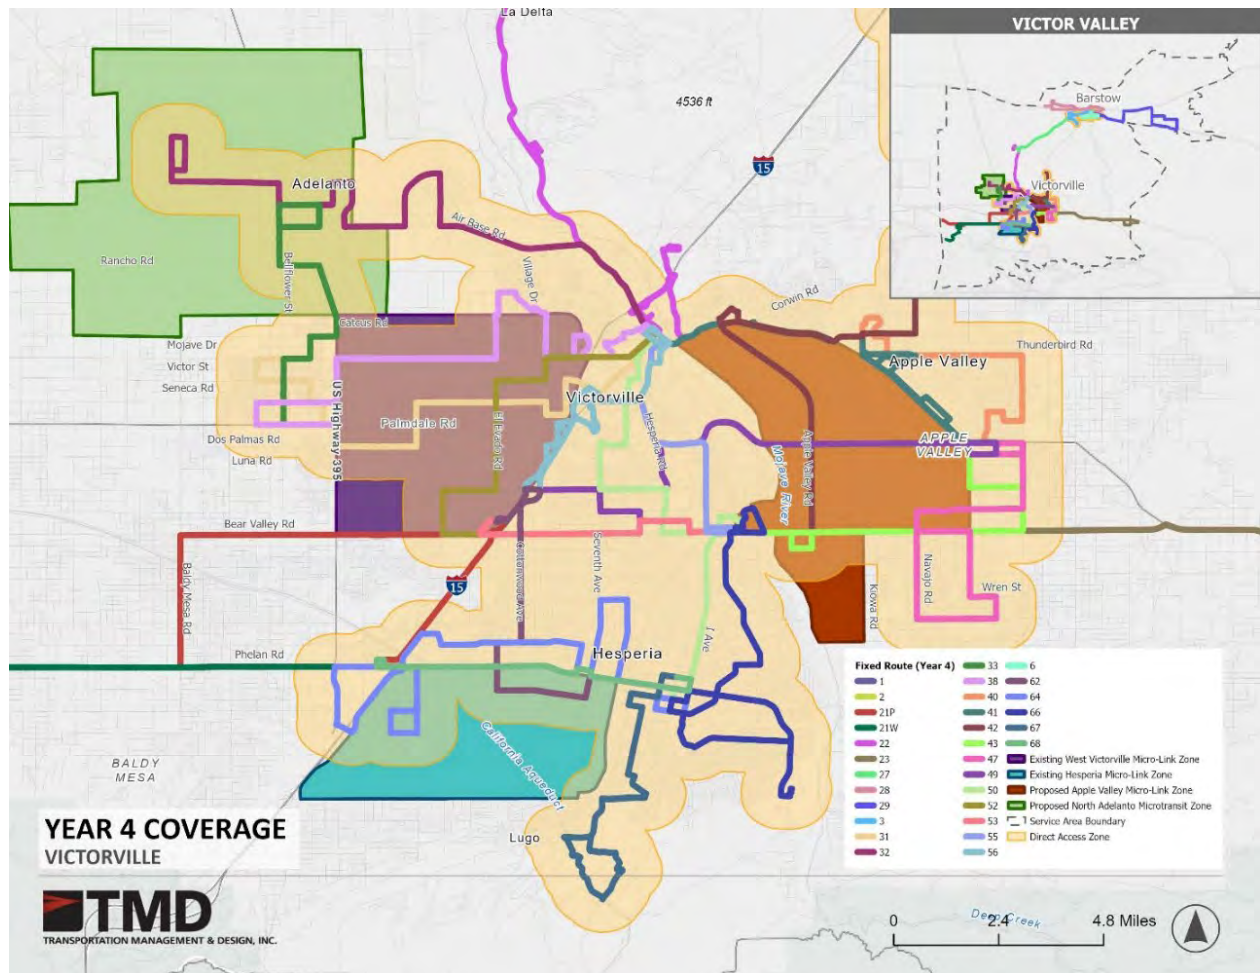 La Delta
VICTOR VALLEY
Barstow
Victorville
4536 ft
15
Adelanto
Air Base Rd
Rancho Rd
Bellflower St
Village Dr
Corwin Rd
Catcus Rd
Mojave Dr
Thunderbird Rd
Victor St
Apple Valley
Seneca Rd
US Highway 395
Victorville
Palmdale Rd
El Evado Rd
Hesperia Rd
Dos Palmas Rd
APPLE
VALLEY
Luna Rd
Mojave River
Apple Valley Rd
Bear Valley Rd
Baldy Mesa Rd
15
Cottonwood Ave
Seventh Ave
Navajo Rd
Wren St
Kiowa Rd
I Ave
Phelan Rd
Hesperia
California Aqueduct
BALDY
MESA
Lugo
Fixed Route (Year 4)
1
2
21P
21W
22
23
27
28
29
3
31
32
33
38
40
41
42
43
47
49
50
52
53
55
56
6
62
64
66
67
68
Existing West Victorville Micro-Link Zone
Existing Hesperia Micro-Link Zone
Proposed Apple Valley Micro-Link Zone
Proposed North Adelanto Microtransit Zone
Service Area Boundary
Direct Access Zone
YEAR 4 COVERAGE
VICTORVILLE
TMD
TRANSPORTATION MANAGEMENT & DESIGN, INC.
Deep Creek
0 2.4 4.8 Miles